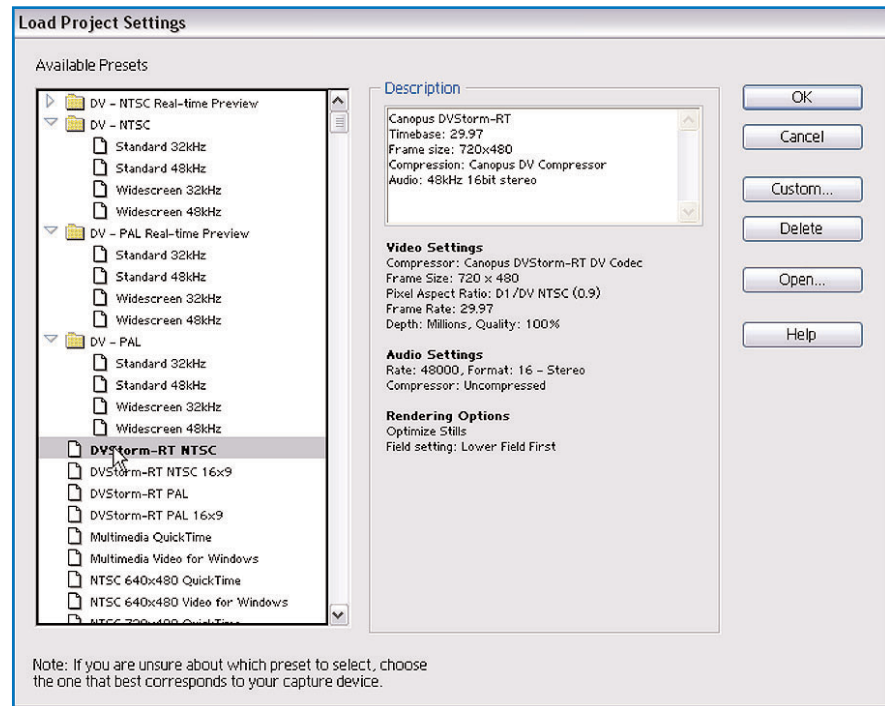 Load Project Settings
Available Presets
DV - NTSC Real-time Preview
DV - NTSC
Standard 32kHz
Standard 48kHz
Widescreen 32kHz
Widescreen 48kHz
DV - PAL Real-time Preview
Standard 32kHz
Standard 48kHz
Widescreen 32kHz
Widescreen 48kHz
DV - PAL
Standard 32kHz
Standard 48kHz
Widescreen 32kHz
Widescreen 48kHz
DVStorm-RT NTSC
DVStorm-RT NTSC 16x9
DVStorm-RT PAL
DVStorm-RT PAL 16x9
Multimedia QuickTime
Multimedia Video for Windows
NTSC 640x480 QuickTime
NTSC 640x480 Video for Windows
Description
Canopus DVStorm-RT
Timebase: 29.97
Frame size: 720x480
Compression: Canopus DV Compressor
Audio: 48kHz 16bit stereo
Video Settings
Compressor: Canopus DVStorm-RT DV Codec
Frame Size: 720 x 480
Pixel Aspect Ratio: D1/DV NTSC (0.9)
Frame Rate: 29.97
Depth: Millions, Quality: 100%
Audio Settings
Rate: 48000, Format: 16 - Stereo
Compressor: Uncompressed
Rendering Options
Optimize Stills
Field setting: Lower Field First
OK
Cancel
Custom...
Delete
Open...
Help
Note: If you are unsure about which preset to select, choose
the one that best corresponds to your capture device.